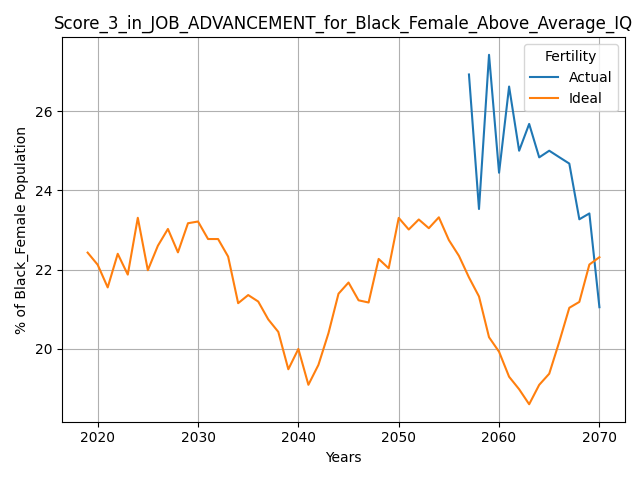 Score_3_in_JOB_ADVANCEMENT_for_Black_Female_Above_Average_IQ
Fertility
Actual
Ideal
% of Black_Female Population
26
24
22
20
2020 2030 2040 2050 2060 2070
Years